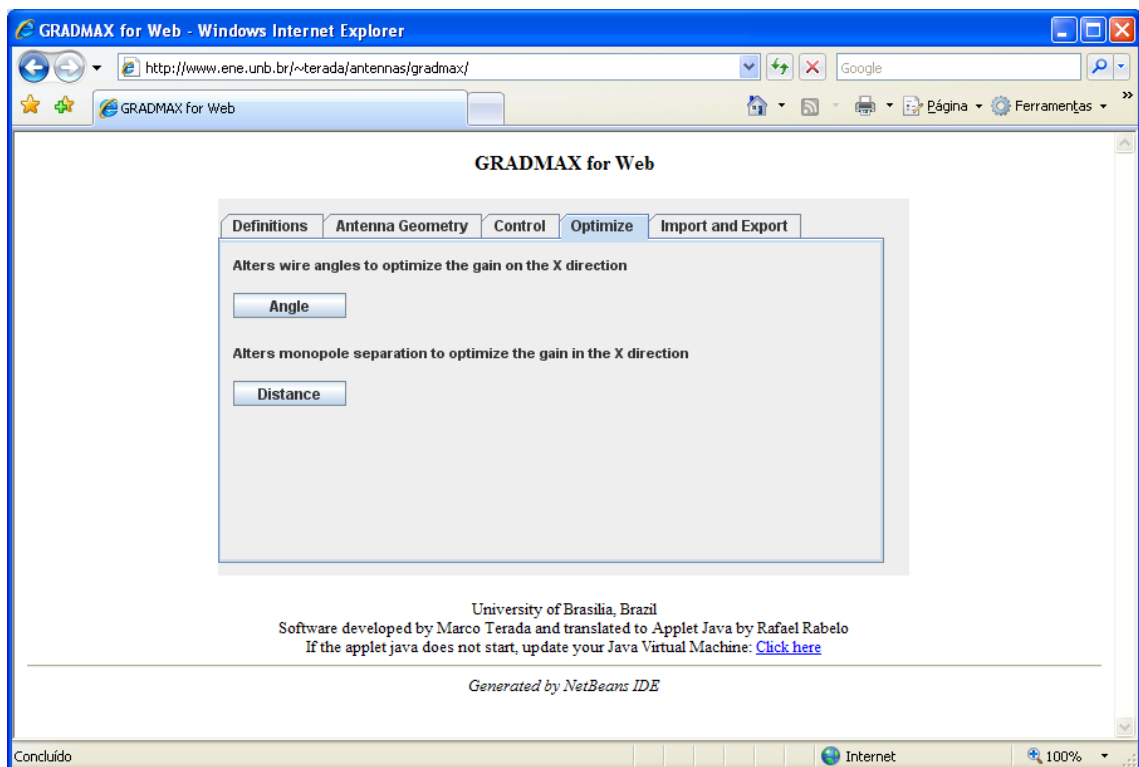 GRADMAX for Web - Windows Internet Explorer
http://www.ene.unb.br/~terada/antennas/gradmax/
Google
GRADMAX for Web
Página
Ferramentas
»
GRADMAX for Web
Definitions
Antenna Geometry
Control
Optimize
Import and Export
Alters wire angles to optimize the gain on the X direction
Angle
Alters monopole separation to optimize the gain in the X direction
Distance
University of Brasilia, Brazil
Software developed by Marco Terada and translated to Applet Java by Rafael Rabelo
If the applet java does not start, update your Java Virtual Machine: Click here
Generated by NetBeans IDE
Concluído
Internet
100%